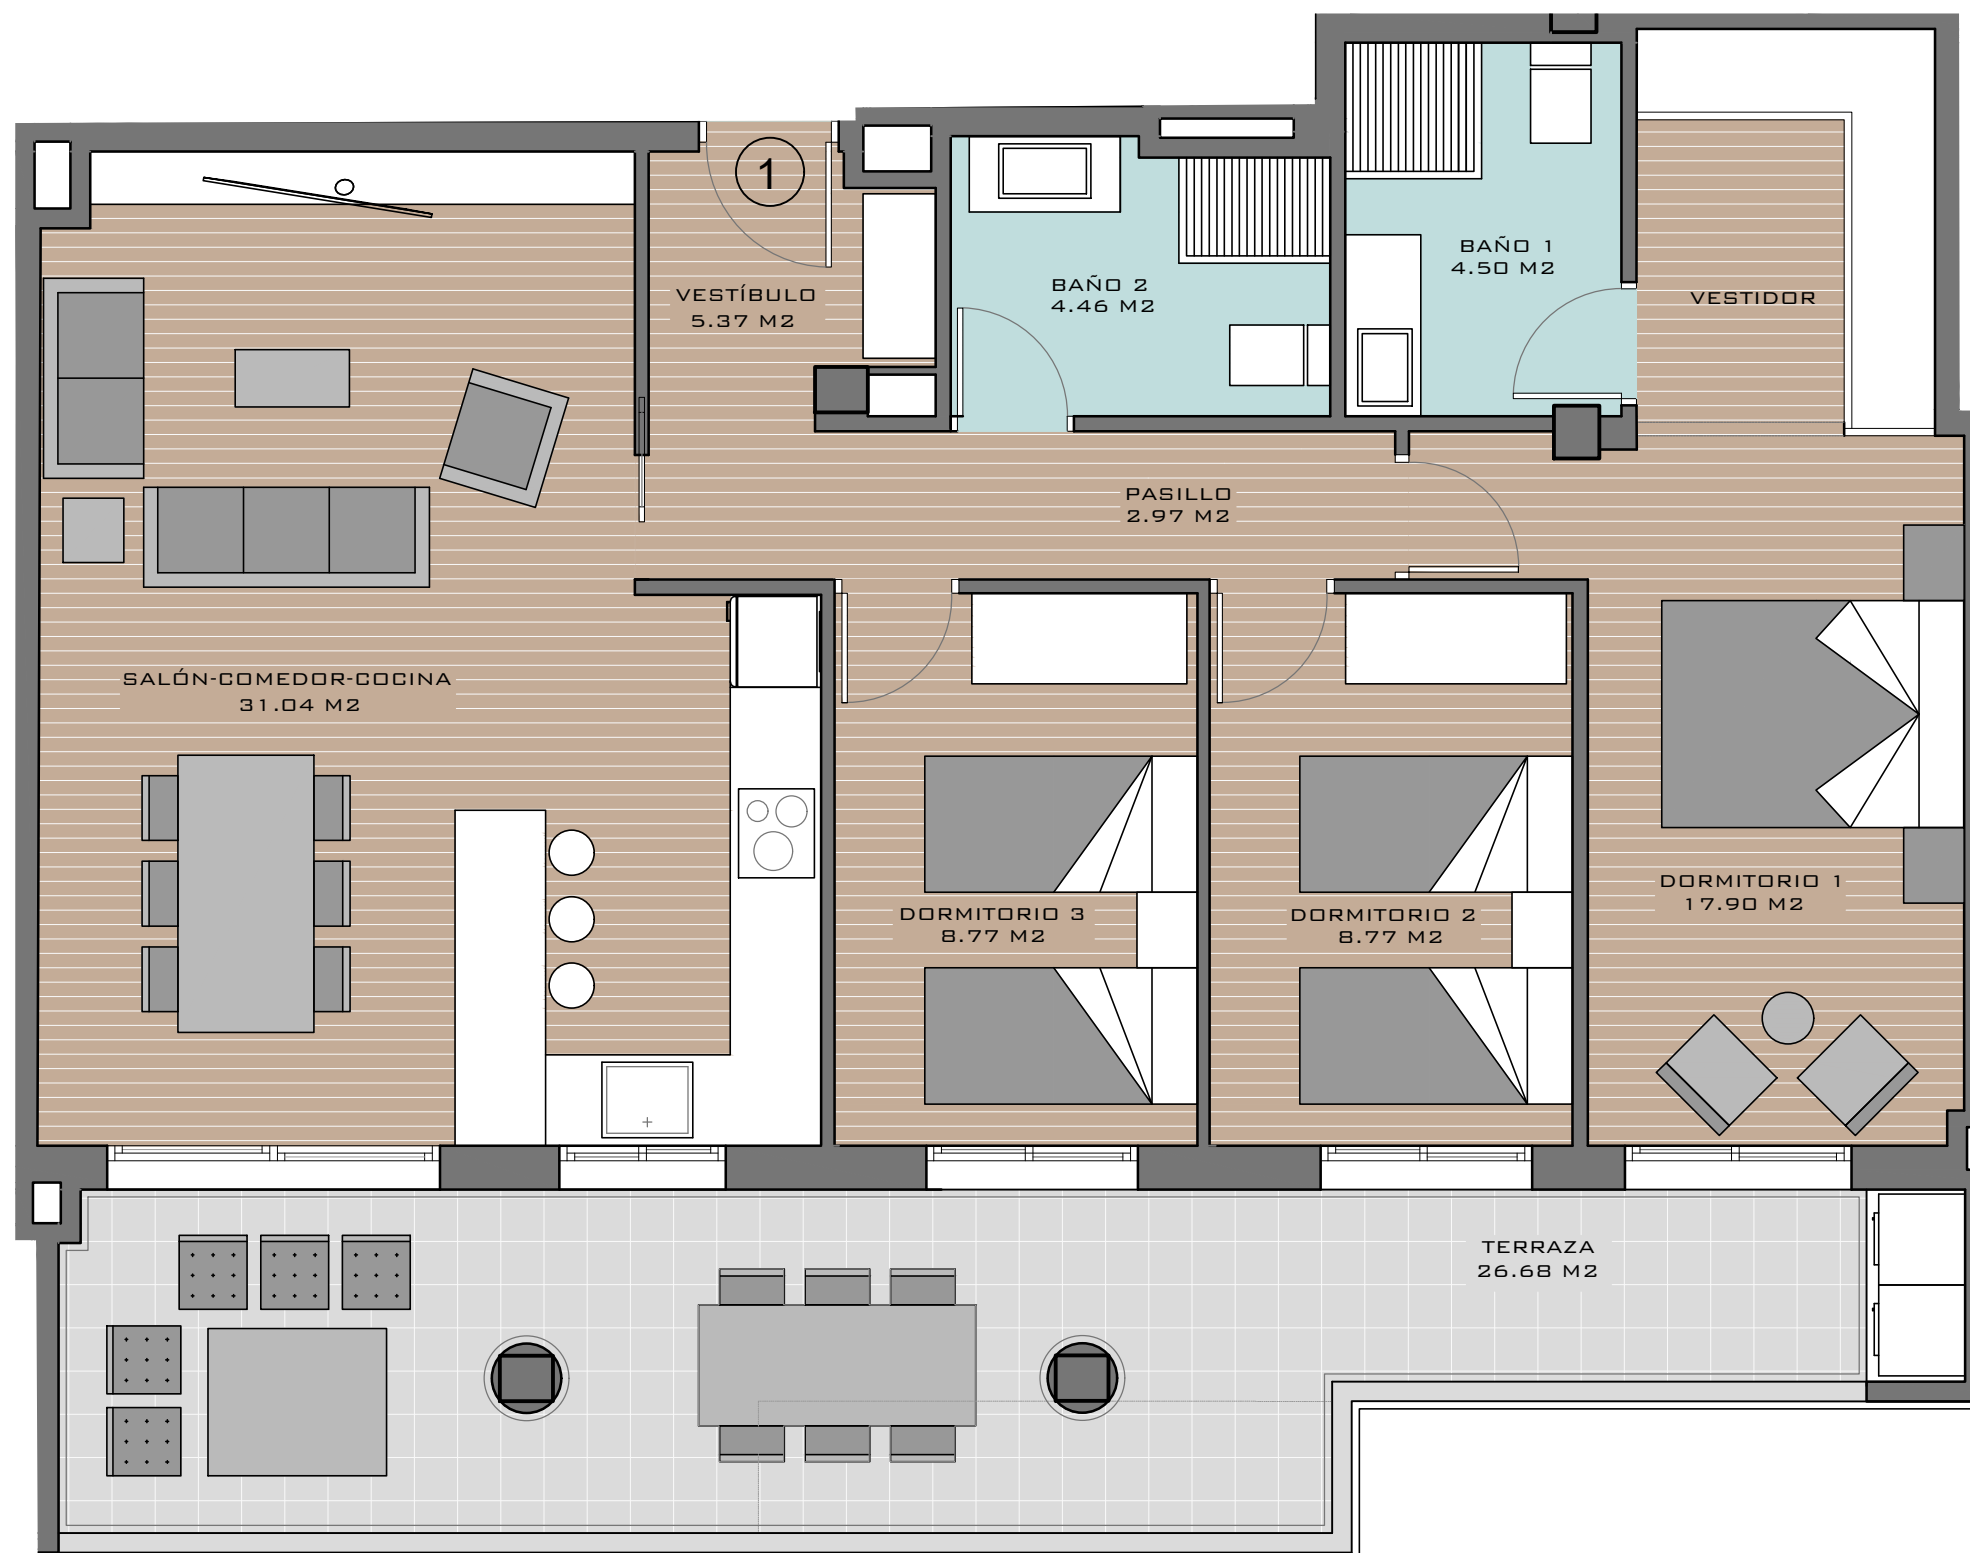 1
BAÑO 1
4.50 M2
BAÑO 2
4.46 M2
VESTÍBULO
5.37 M2
VESTIDOR
PASILLO
2.97 M2
SALÓN-COMEDOR-COCINA
31.04 M2
DORMITORIO 3
8.77 M2
DORMITORIO 2
8.77 M2
DORMITORIO 1
17.90 M2
TERRAZA
26.68 M2